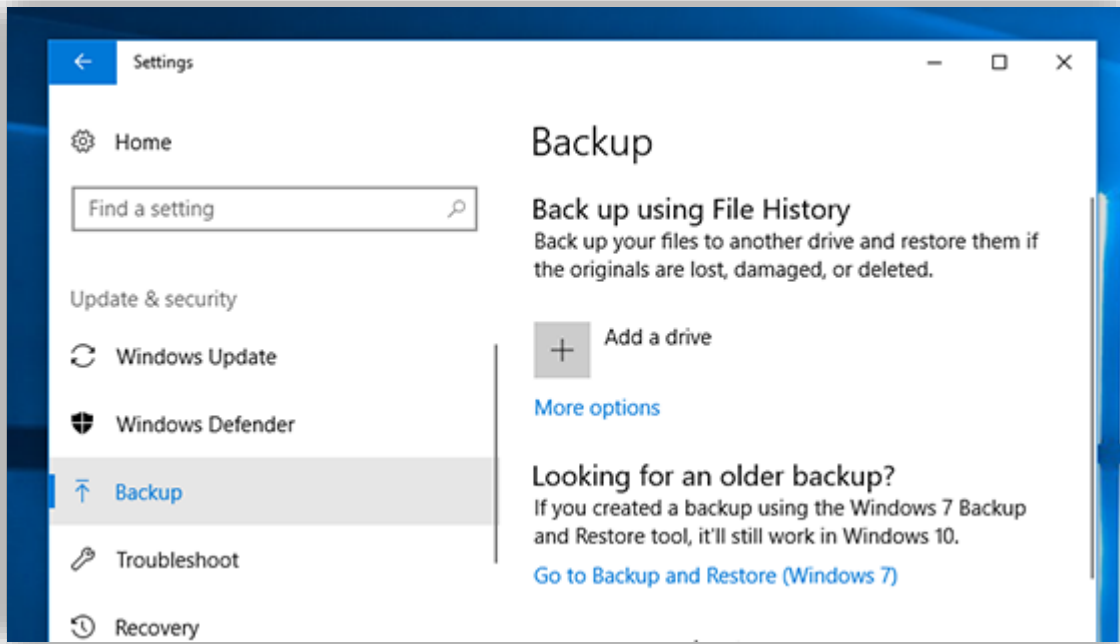 Settings
Home
Find a setting
Update & security
Windows Update
Windows Defender
Backup
Troubleshoot
Recovery
Backup
Back up using File History
Back up your files to another drive and restore them if
the originals are lost, damaged, or deleted.
Add a drive
More options
Looking for an older backup?
If you created a backup using the Windows 7 Backup
and Restore tool, it'll still work in Windows 10.
Go to Backup and Restore (Windows 7)